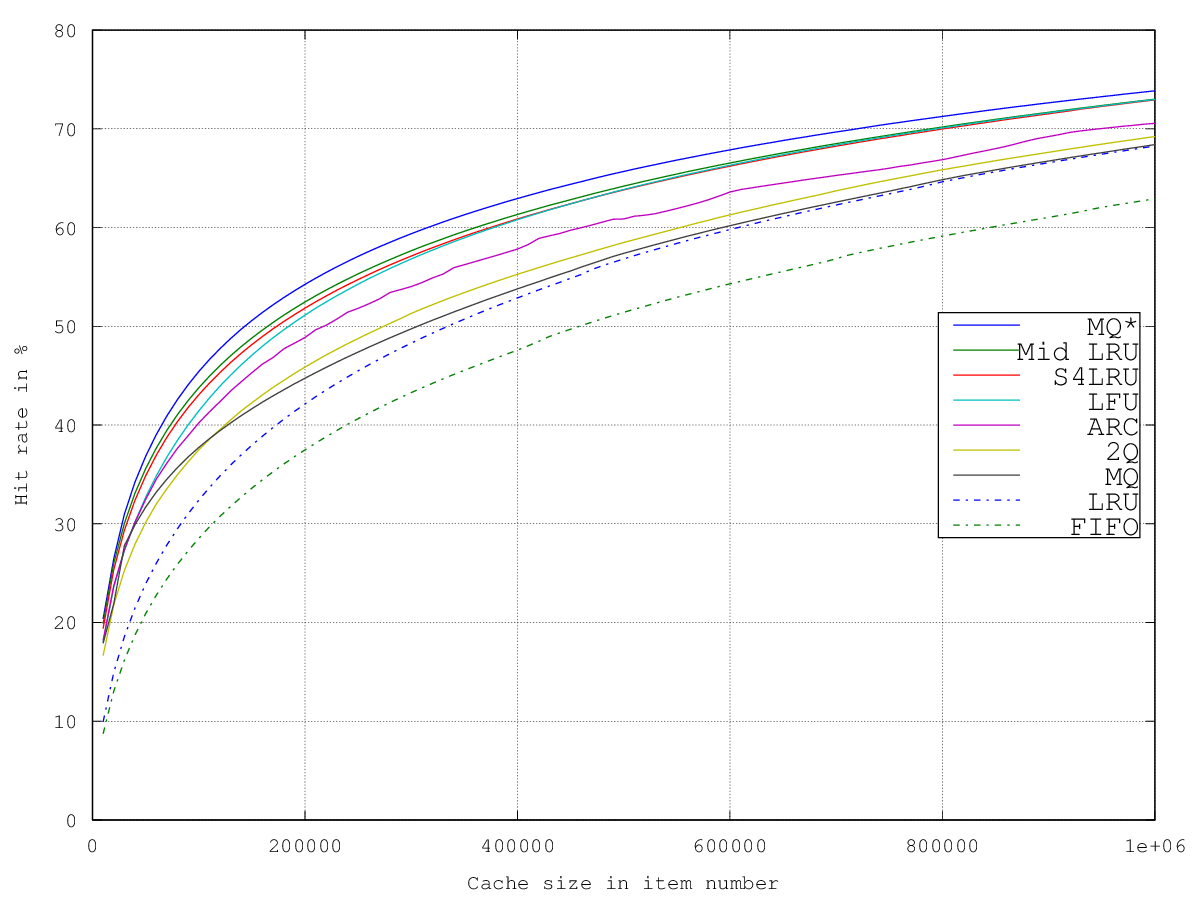 80
70
60
50
40
30
20
10
0
Hit rate in %
MQ*
Mid LRU
S4LRU
LFU
ARC
2Q
MQ
LRU
FIFO
0 200000 400000 600000 800000 1e+06
Cache size in item number